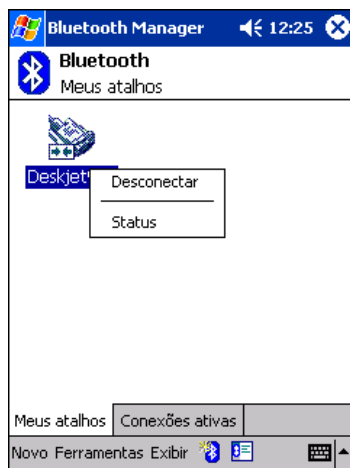 Bluetooth Manager 12:25
Bluetooth
Meus atalhos
Deskjet
Desconectar
Status
Meus atalhos Conexões ativas
Novo Ferramentas Exibir